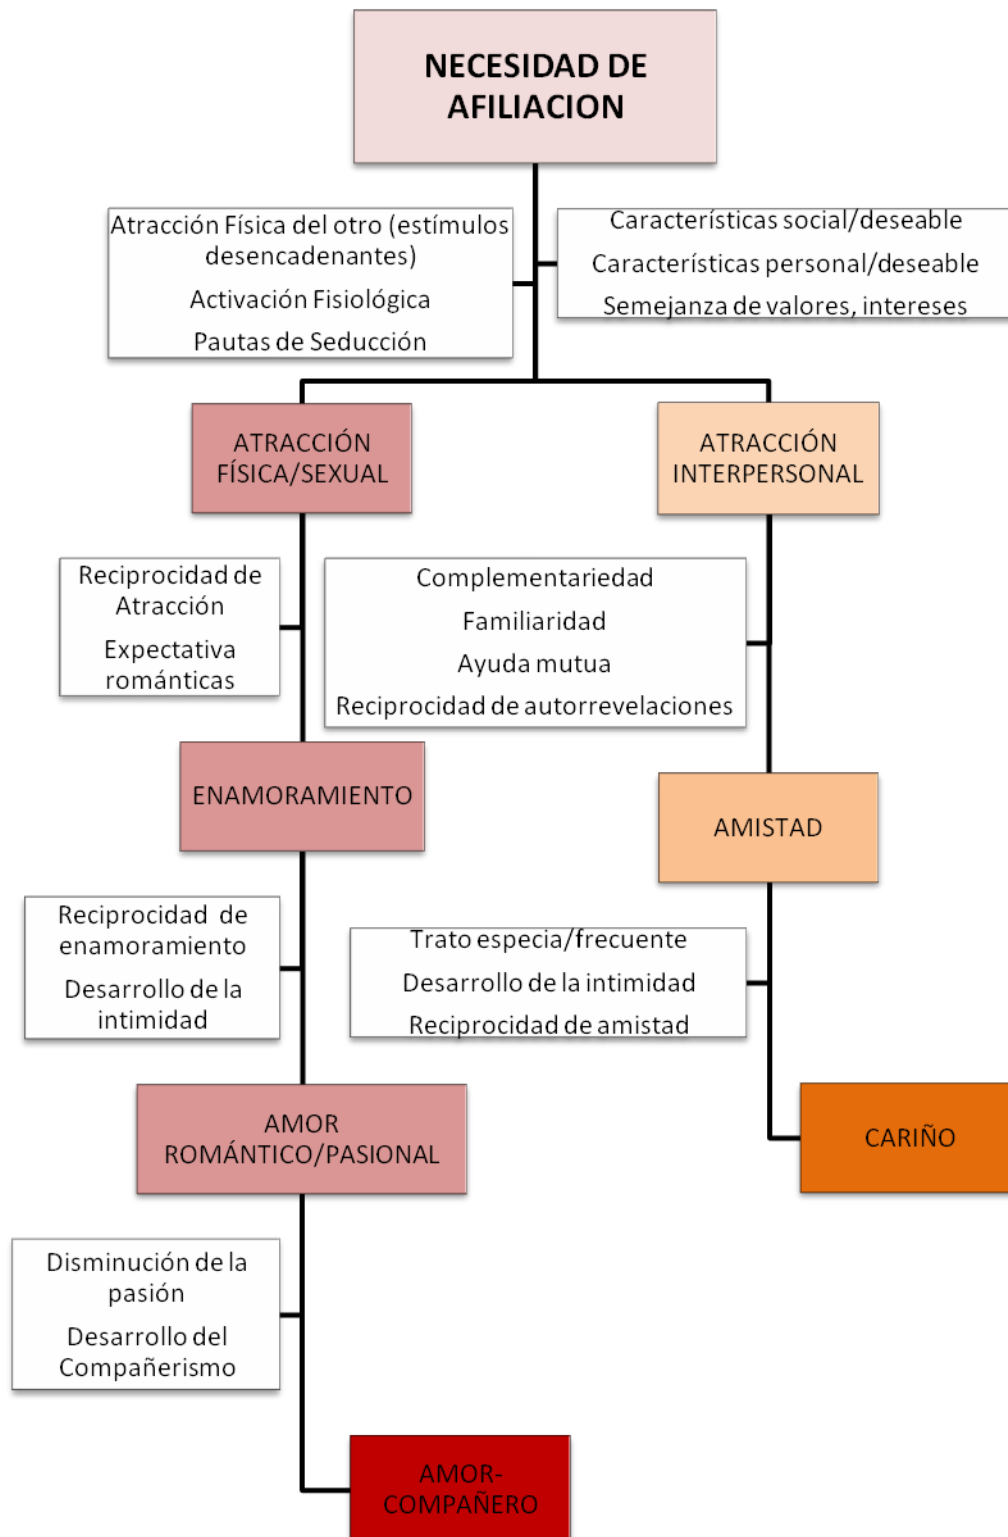 NECESIDAD DE
AFILIACION
Atracción Física del otro (estímulos
desencadenantes)
Activación Fisiológica
Pautas de Seducción
Características social/deseable
Características personal/deseable
Semejanza de valores, intereses
ATRACCIÓN
FÍSICA/SEXUAL
ATRACCIÓN
INTERPERSONAL
Reciprocidad de
Atracción
Expectativa
románticas
Complementariedad
Familiaridad
Ayuda mutua
Reciprocidad de autorrevelaciones
ENAMORAMIENTO
AMISTAD
Reciprocidad de
enamoramiento
Desarrollo de la
intimidad
Trato especia/frecuente
Desarrollo de la intimidad
Reciprocidad de amistad
AMOR
ROMÁNTICO/PASIONAL
CARIÑO
Disminución de la
pasión
Desarrollo del
Compañerismo
AMOR-
COMPAÑERO